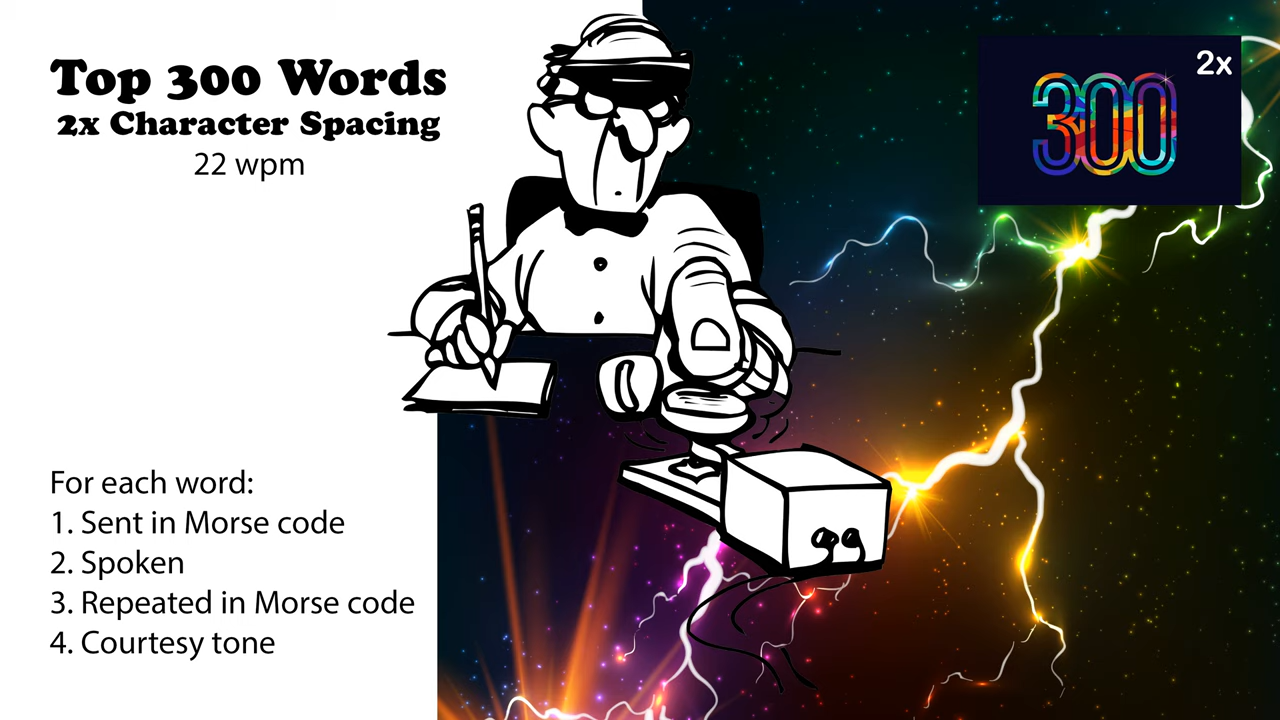 Top 300 Words
2x Character Spacing
22 wpm
2x
300
For each word:
1. Sent in Morse code
2. Spoken
3. Repeated in Morse code
4. Courtesy tone